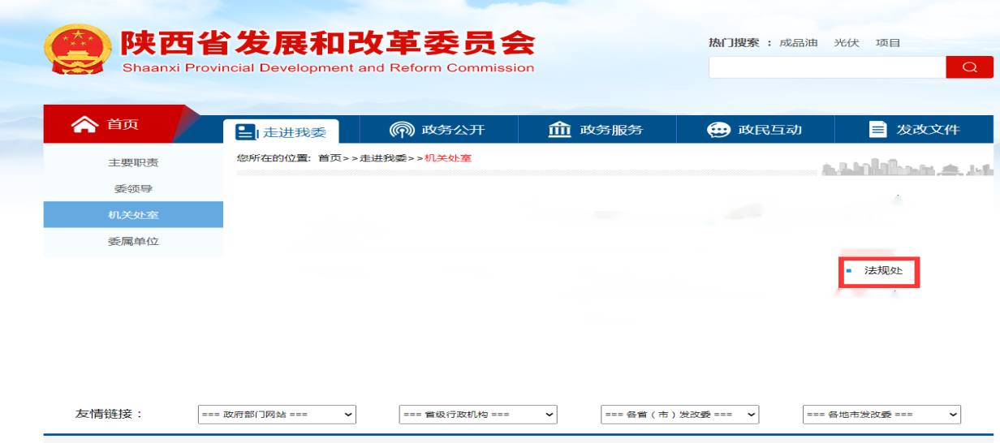 陕西省发展和改革委员会
Shaanxi Provincial Development and Reform Commission
热门搜索 : 成品油 光伏 项目
首页 走进我委 政务公开 政务服务 政民互动 发改文件
您所在的位置: 首页>>走进我委>>机关处室
主要职责
委领导
机关处室
委属单位
法规处
友情链接 : === 政府部门网站 === === 省级行政机构 === === 各省（市）发改委 === === 各地市发改委 ===